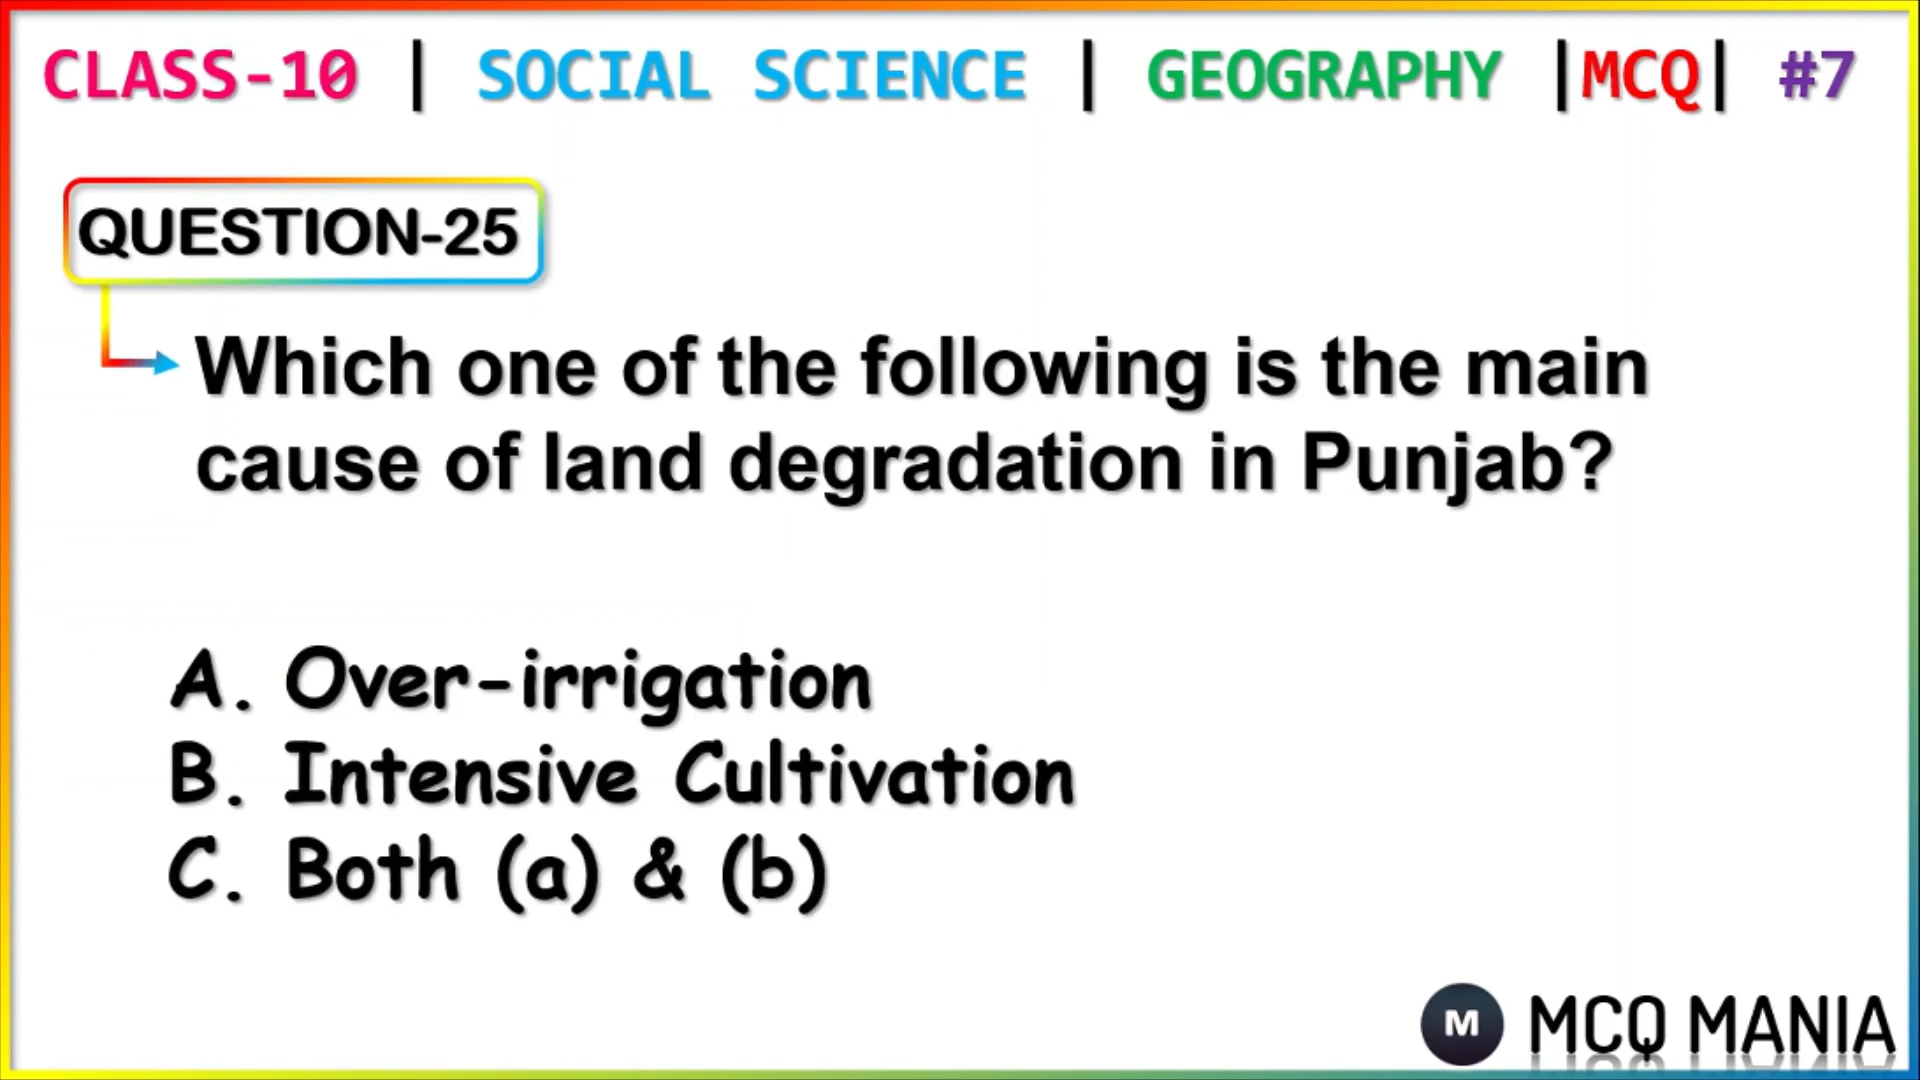 CLASS-10 | SOCIAL SCIENCE | GEOGRAPHY |MCQ| #7
QUESTION-25
Which one of the following is the main
cause of land degradation in Punjab?
A. Over-irrigation
B. Intensive Cultivation
C. Both (a) & (b)
M MCQ MANIA